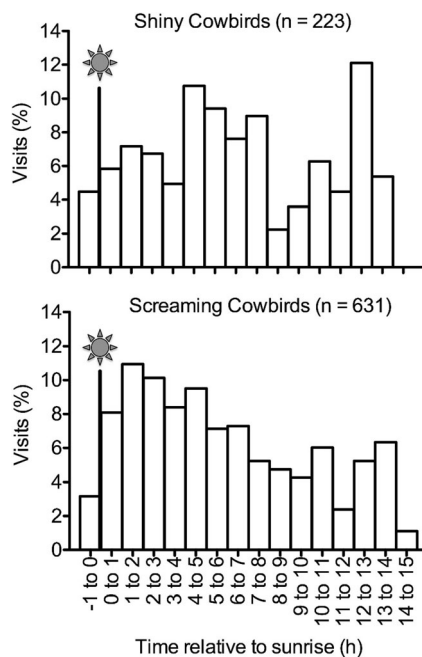 Shiny Cowbirds (n = 223)
Visits (%)
14
12
10
8
6
4
2
0
Screaming Cowbirds (n = 631)
Visits (%)
14
12
10
8
6
4
2
0
-1 to 0
0 to 1
1 to 2
2 to 3
3 to 4
4 to 5
5 to 6
6 to 7
7 to 8
8 to 9
9 to 10
10 to 11
11 to 12
12 to 13
13 to 14
14 to 15
Time relative to sunrise (h)